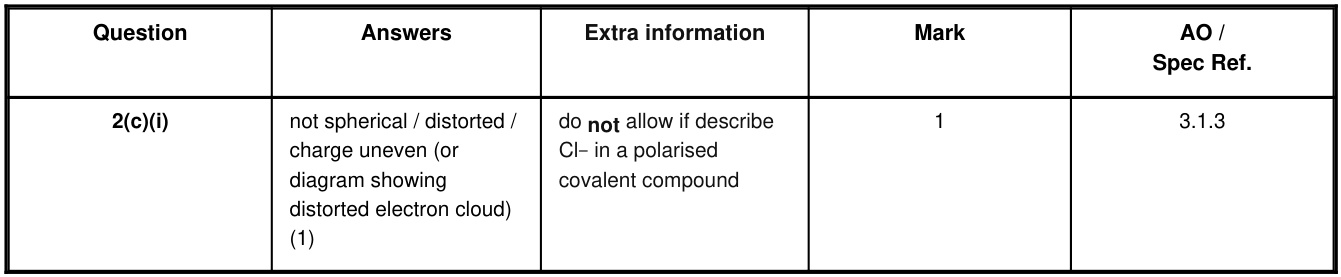 Question Answers Extra information Mark AO /
Spec Ref.
2(c)(i) not spherical / distorted / do not allow if describe 1 3.1.3
charge uneven (or Cl– in a polarised
diagram showing covalent compound
distorted electron cloud)
(1)